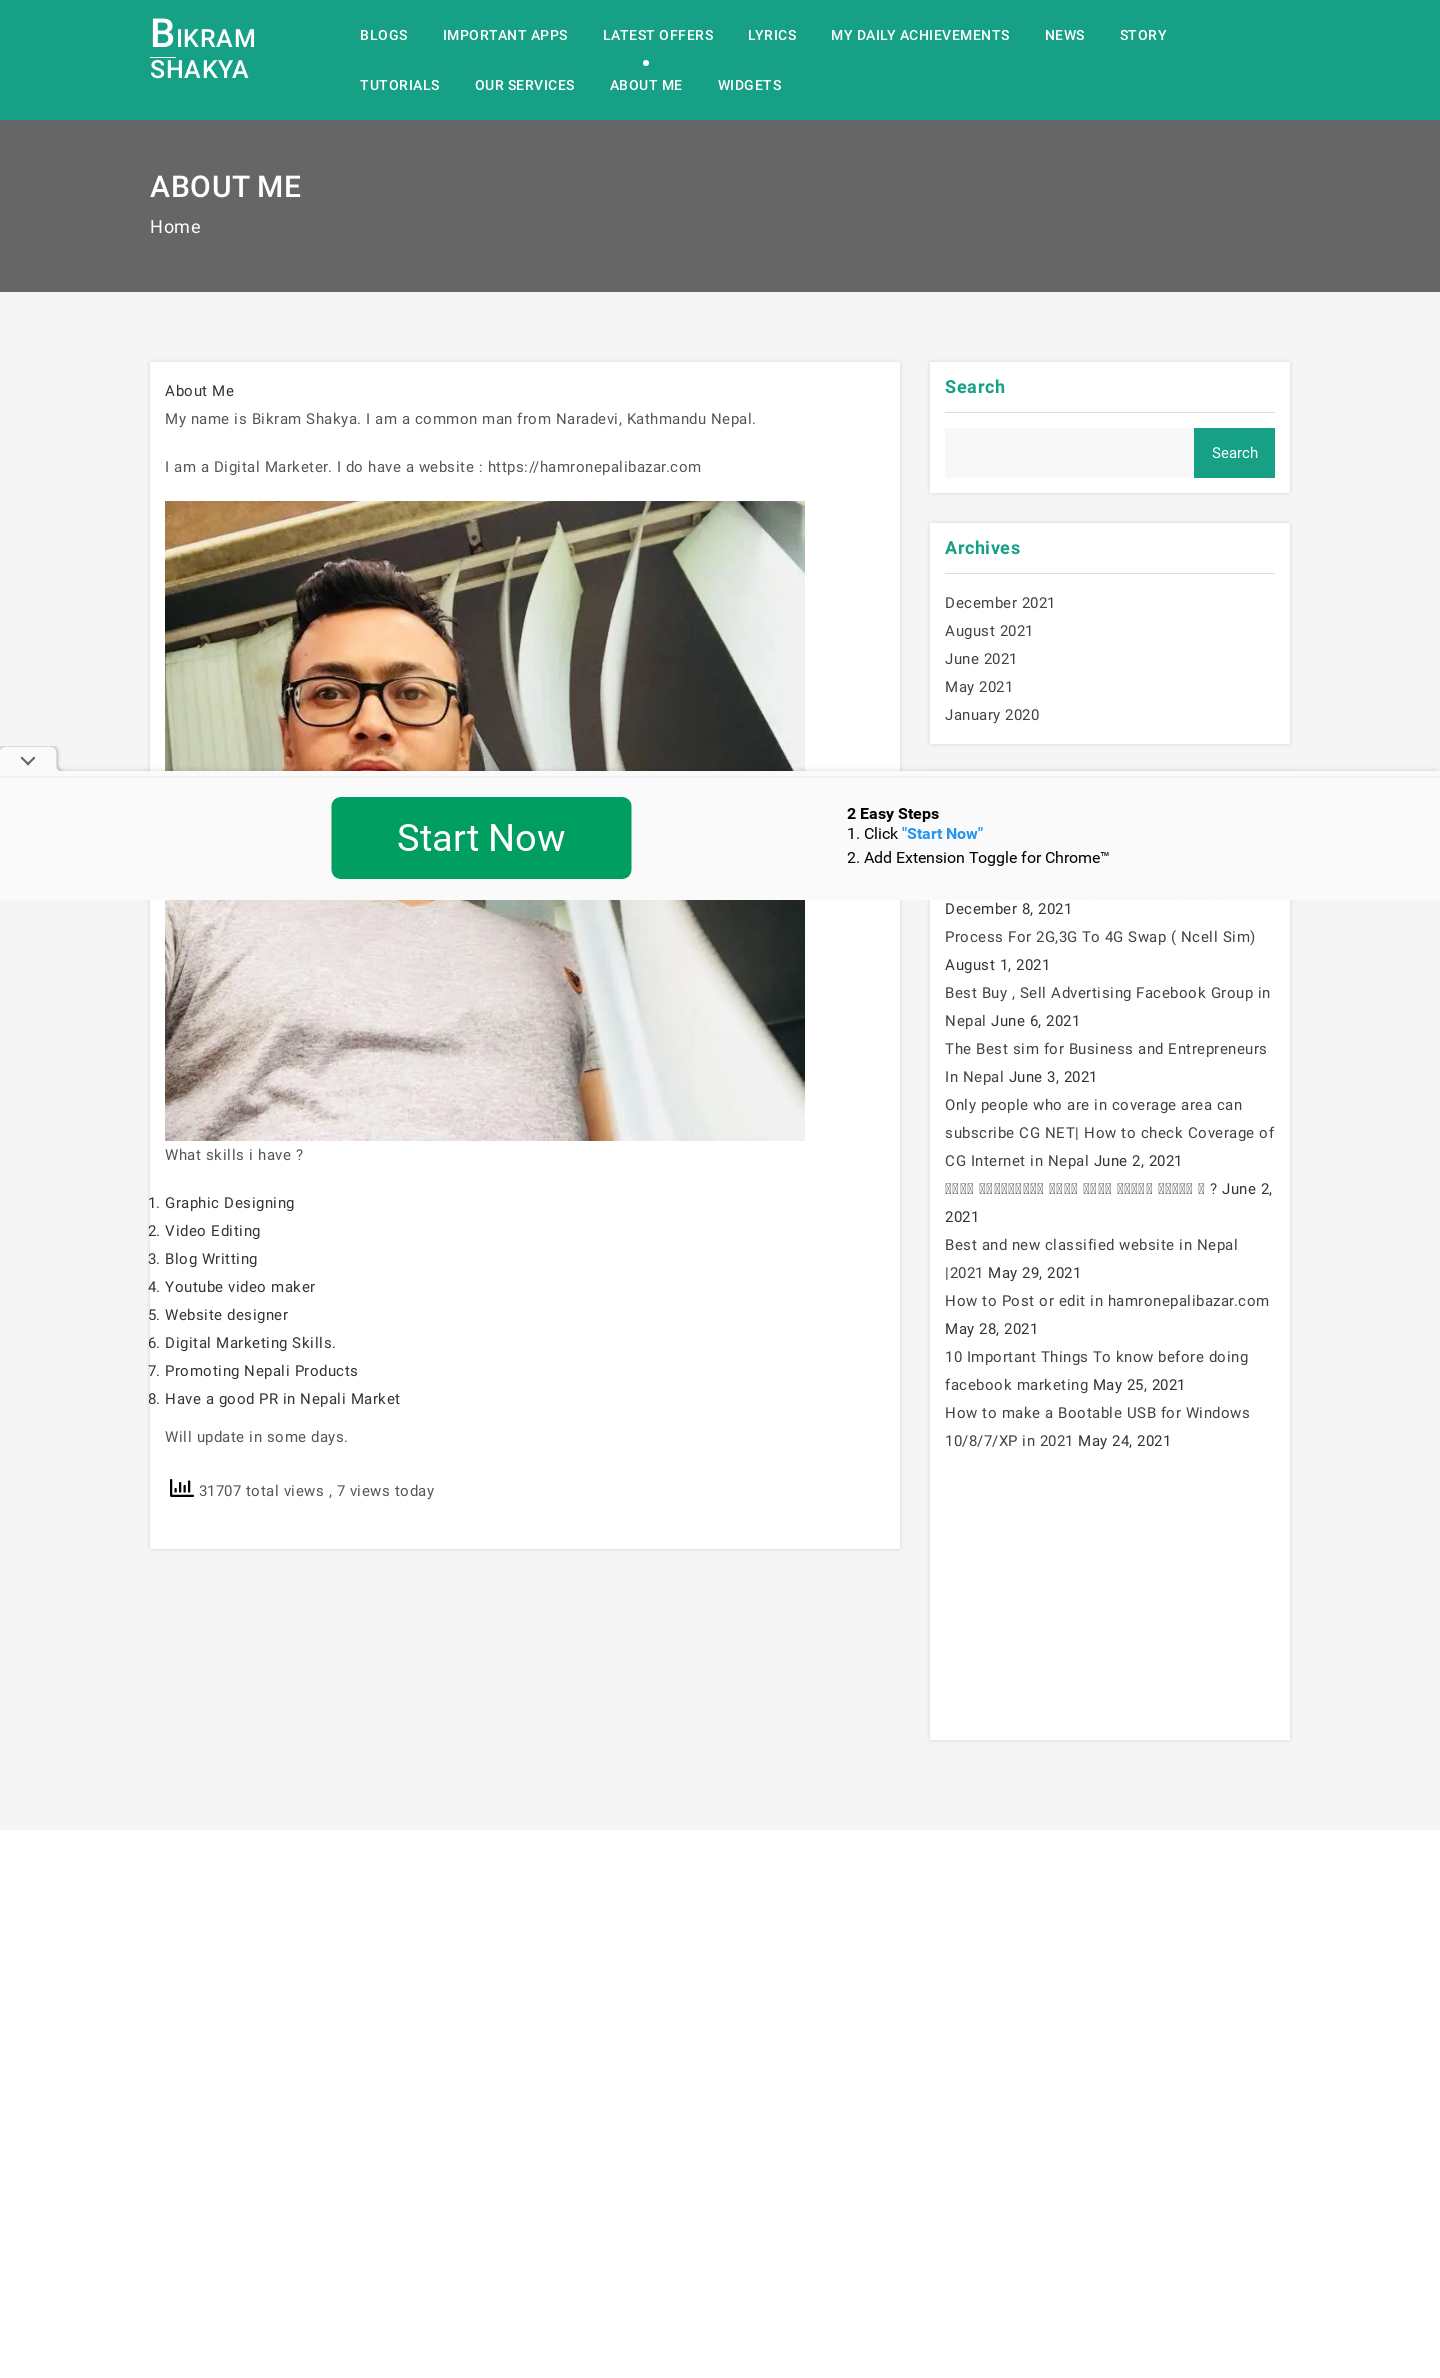 BIKRAM
SHAKYA
BLOGS IMPORTANT APPS LATEST OFFERS LYRICS MY DAILY ACHIEVEMENTS NEWS STORY
TUTORIALS OUR SERVICES ABOUT ME WIDGETS
ABOUT ME
Home
About Me
My name is Bikram Shakya. I am a common man from Naradevi, Kathmandu Nepal.
I am a Digital Marketer. I do have a website : https://hamronepalibazar.com
What skills i have ?
1. Graphic Designing
2. Video Editing
3. Blog Writting
4. Youtube video maker
5. Website designer
6. Digital Marketing Skills.
7. Promoting Nepali Products
8. Have a good PR in Nepali Market
Will update in some days.
31707 total views , 7 views today
Search
Search
Archives
December 2021
August 2021
June 2021
May 2021
January 2020
Start Now
2 Easy Steps
1. Click "Start Now"
2. Add Extension Toggle for Chrome™
December 8, 2021
Process For 2G,3G To 4G Swap ( Ncell Sim)
August 1, 2021
Best Buy , Sell Advertising Facebook Group in
Nepal June 6, 2021
The Best sim for Business and Entrepreneurs
In Nepal June 3, 2021
Only people who are in coverage area can
subscribe CG NET| How to check Coverage of
CG Internet in Nepal June 2, 2021
? June 2,
2021
Best and new classified website in Nepal
|2021 May 29, 2021
How to Post or edit in hamronepalibazar.com
May 28, 2021
10 Important Things To know before doing
facebook marketing May 25, 2021
How to make a Bootable USB for Windows
10/8/7/XP in 2021 May 24, 2021